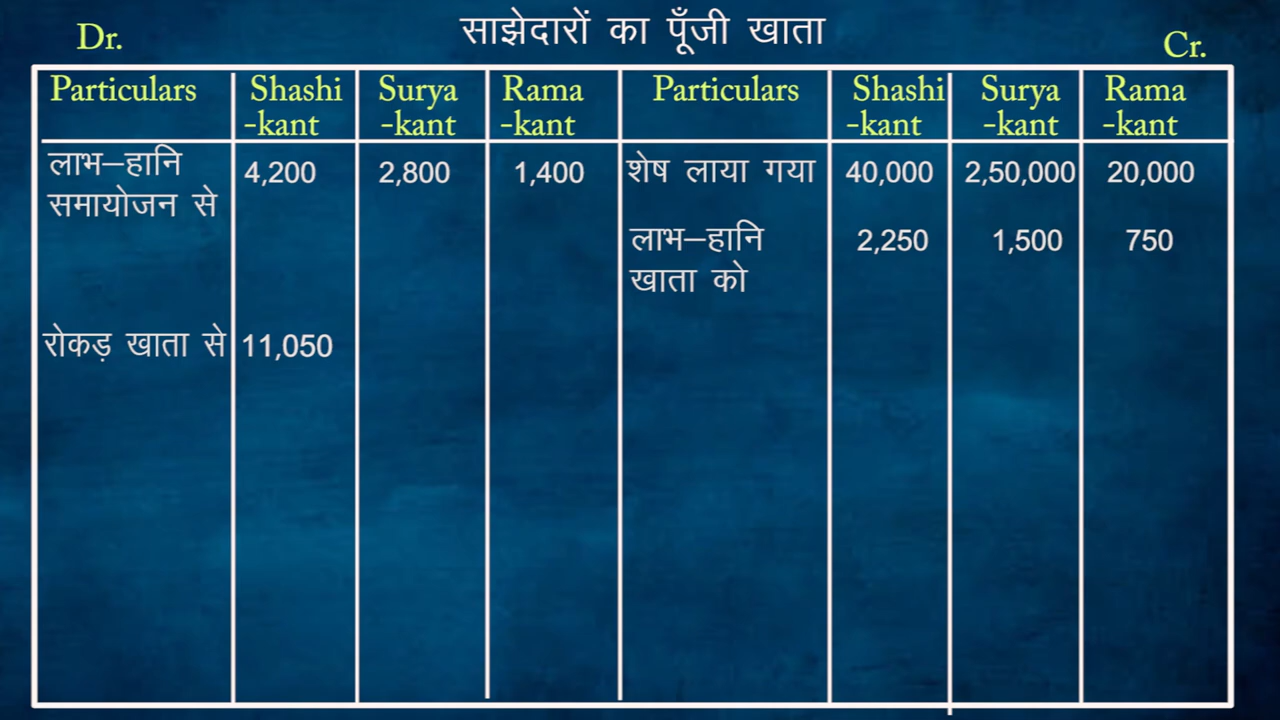 साझेदारों का पूँजी खाता
Dr.
Cr.
Particulars Shashi Surya Rama Particulars Shashi Surya Rama
-kant -kant -kant -kant -kant -kant
लाभ–हानि 4,200 2,800 1,400 शेष लाया गया 40,000 2,50,000 20,000
समायोजन से
लाभ–हानि 2,250 1,500 750
खाता को
रोकड़ खाता से 11,050